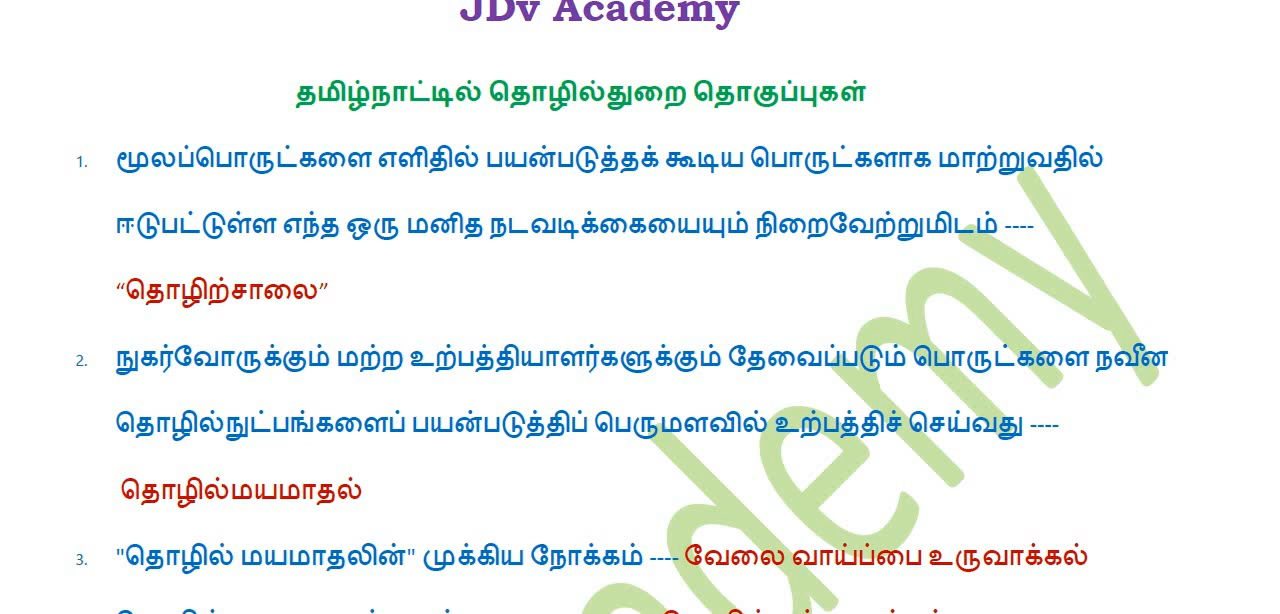 JDv Academy
தமிழ்நாட்டில் தொழில்துறை தொகுப்புகள்
1. மூலப்பொருட்களை எளிதில் பயன்படுத்தக் கூடிய பொருட்களாக மாற்றுவதில்
ஈடுபட்டுள்ள எந்த ஒரு மனித நடவடிக்கையையும் நிறைவேற்றுமிடம் ----
“தொழிற்சாலை”
2. நுகர்வோருக்கும் மற்ற உற்பத்தியாளர்களுக்கும் தேவைப்படும் பொருட்களை நவீன
தொழில்நுட்பங்களைப் பயன்படுத்திப் பெருமளவில் உற்பத்திச் செய்வது ----
தொழில்மயமாதல்
3. "தொழில் மயமாதலின்" முக்கிய நோக்கம் ---- வேலை வாய்ப்பை உருவாக்கல்